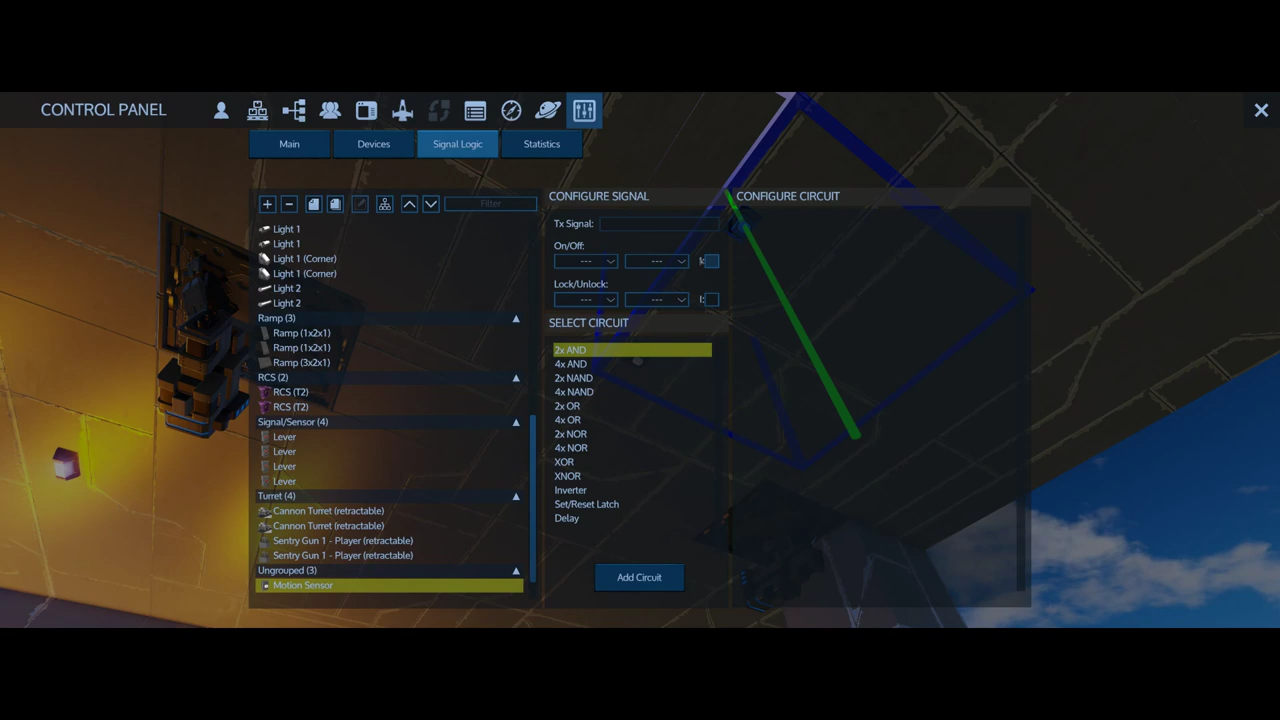 CONTROL PANEL
Main
Devices
Signal Logic
Statistics
Filter
Light 1
Light 1
Light 1 (Corner)
Light 1 (Corner)
Light 2
Light 2
Ramp (3)
Ramp (1x2x1)
Ramp (1x2x1)
Ramp (3x2x1)
RCS (2)
RCS (T2)
RCS (T2)
Signal/Sensor (4)
Lever
Lever
Lever
Lever
Turret (4)
Cannon Turret (retractable)
Cannon Turret (retractable)
Sentry Gun 1 - Player (retractable)
Sentry Gun 1 - Player (retractable)
Ungrouped (3)
Motion Sensor
CONFIGURE SIGNAL
Tx Signal:
On/Off:
--- ---
Lock/Unlock:
--- ---
SELECT CIRCUIT
2x AND
4x AND
2x NAND
4x NAND
2x OR
4x OR
2x NOR
4x NOR
XOR
XNOR
Inverter
Set/Reset Latch
Delay
Add Circuit
CONFIGURE CIRCUIT